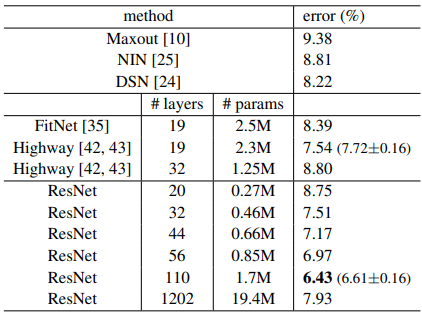 method error (%)
Maxout [10] 9.38
NIN [25] 8.81
DSN [24] 8.22
# layers # params
FitNet [35] 19 2.5M 8.39
Highway [42, 43] 19 2.3M 7.54 (7.72±0.16)
Highway [42, 43] 32 1.25M 8.80
ResNet 20 0.27M 8.75
ResNet 32 0.46M 7.51
ResNet 44 0.66M 7.17
ResNet 56 0.85M 6.97
ResNet 110 1.7M 6.43 (6.61±0.16)
ResNet 1202 19.4M 7.93